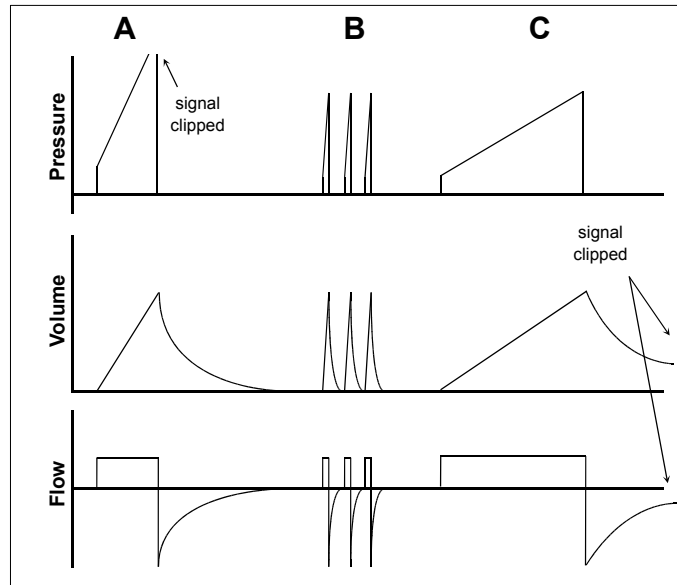 A B C
signal
clipped
Pressure
signal
clipped
Volume
Flow